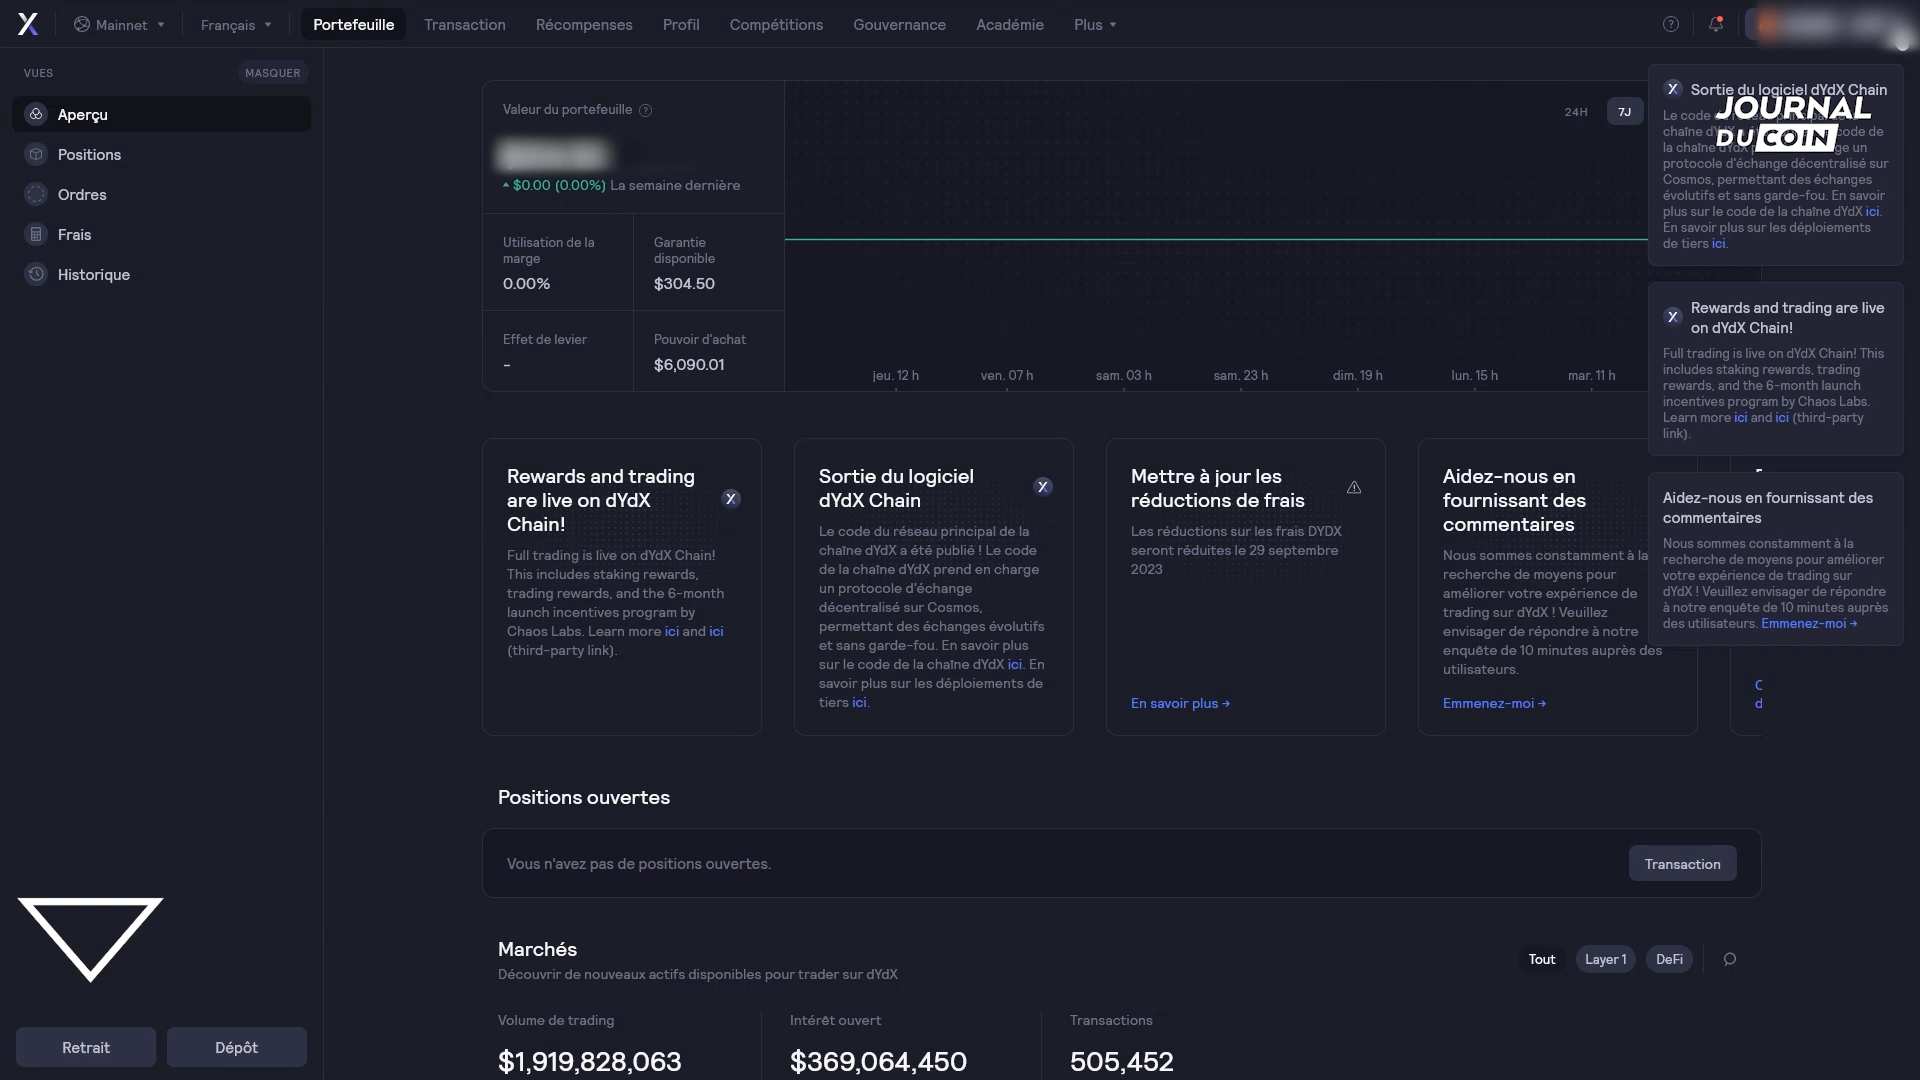 Mainnet
Français
Portefeuille
Transaction
Récompenses
Profil
Compétitions
Gouvernance
Académie
Plus
VUES
MASQUER
Aperçu
Positions
Ordres
Frais
Historique
Retrait
Dépôt
Valeur du portefeuille
$0.00 (0.00%) La semaine dernière
Utilisation de la
marge
0.00%
Garantie
disponible
$304.50
Effet de levier
-
Pouvoir d'achat
$6,090.01
24H
7J
jeu. 12 h
ven. 07 h
sam. 03 h
sam. 23 h
dim. 19 h
lun. 15 h
mar. 11 h
Rewards and trading
are live on dYdX
Chain!
Full trading is live on dYdX Chain!
This includes staking rewards,
trading rewards, and the 6-month
launch incentives program by
Chaos Labs. Learn more ici and ici
(third-party link).
Sortie du logiciel
dYdX Chain
Le code du réseau principal de la
chaîne dYdX a été publié ! Le code
de la chaîne dYdX prend en charge
un protocole d'échange
décentralisé sur Cosmos,
permettant des échanges évolutifs
et sans garde-fou. En savoir plus
sur le code de la chaîne dYdX ici. En
savoir plus sur les déploiements de
tiers ici.
Mettre à jour les
réductions de frais
Les réductions sur les frais DYDX
seront réduites le 29 septembre
2023
En savoir plus →
Aidez-nous en
fournissant des
commentaires
Nous sommes constamment à la
recherche de moyens pour
améliorer votre expérience de
trading sur dYdX ! Veuillez
envisager de répondre à notre
enquête de 10 minutes auprès des
utilisateurs.
Emmenez-moi →
Sortie du logiciel dYdX Chain
JOURNAL
DU COIN
Le code
chaîne code de
la chaîne dYdX ge un
protocole d'échange décentralisé sur
Cosmos, permettant des échanges
évolutifs et sans garde-fou. En savoir
plus sur le code de la chaîne dYdX ici.
En savoir plus sur les déploiements
de tiers ici.
Rewards and trading are live
on dYdX Chain!
Full trading is live on dYdX Chain! This
includes staking rewards, trading
rewards, and the 6-month launch
incentives program by Chaos Labs.
Learn more ici and ici (third-party
link).
Aidez-nous en fournissant des
commentaires
Nous sommes constamment à la
recherche de moyens pour améliorer
votre expérience de trading sur
dYdX ! Veuillez envisager de répondre
à notre enquête de 10 minutes auprès
des utilisateurs. Emmenez-moi →
Positions ouvertes
Vous n'avez pas de positions ouvertes.
Transaction
Marchés
Découvrir de nouveaux actifs disponibles pour trader sur dYdX
Tout
Layer 1
DeFi
Volume de trading
$1,919,828,063
Intérêt ouvert
$369,064,450
Transactions
505,452